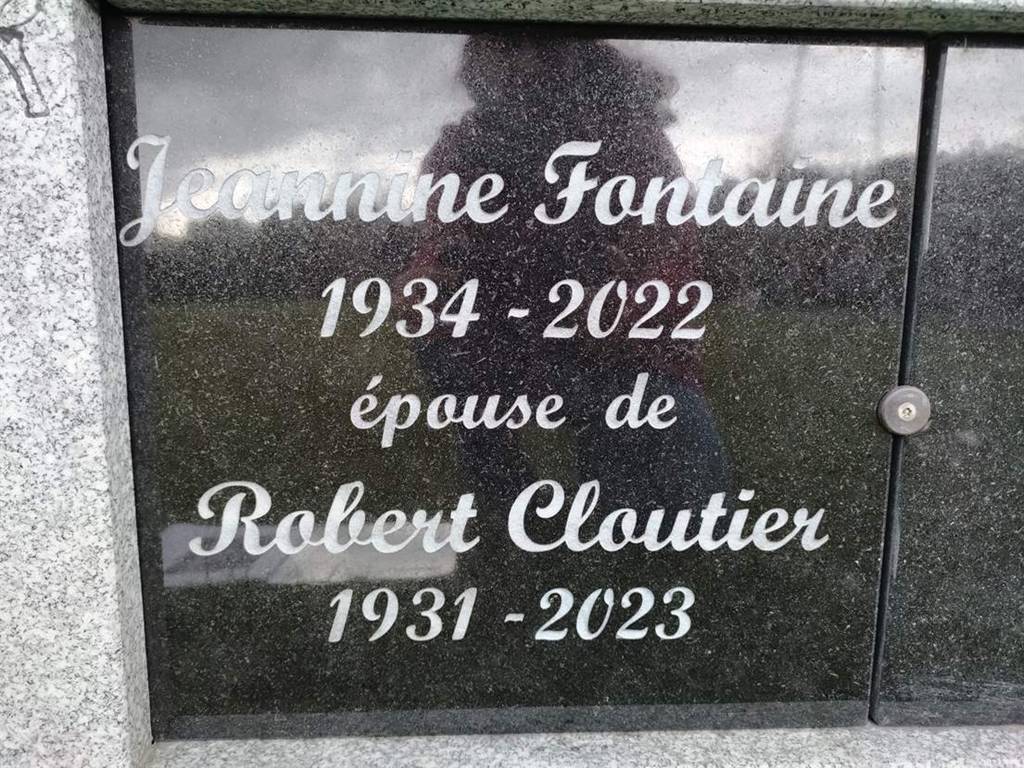 Jeannine Fontaine
1934 - 2022
épouse de
Robert Cloutier
1931 - 2023